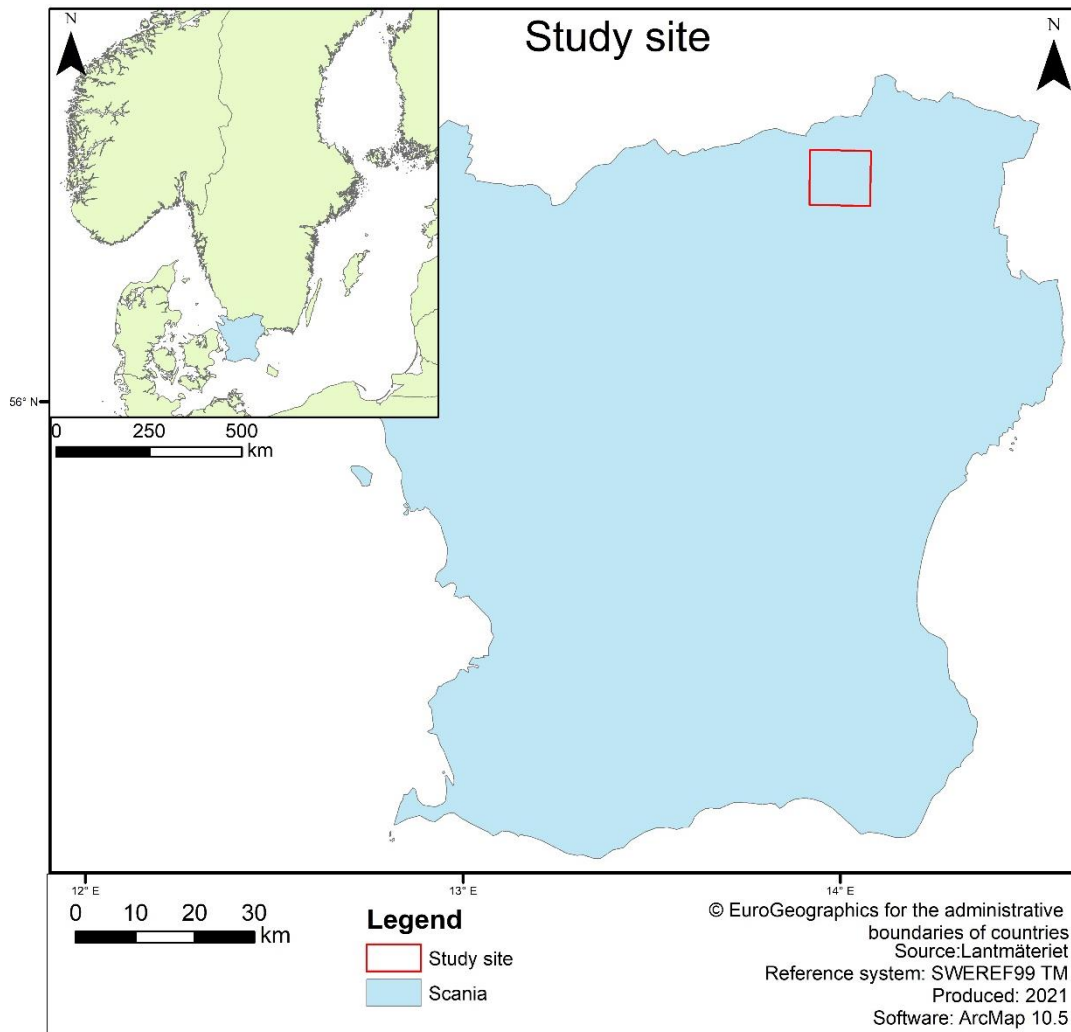 N
Study site
N
56° N
0 250 500
km
12° E 13° E 14° E
0 10 20 30
km
Legend
Study site
Scania
© EuroGeographics for the administrative
boundaries of countries
Source:Lantmäteriet
Reference system: SWEREF99 TM
Produced: 2021
Software: ArcMap 10.5